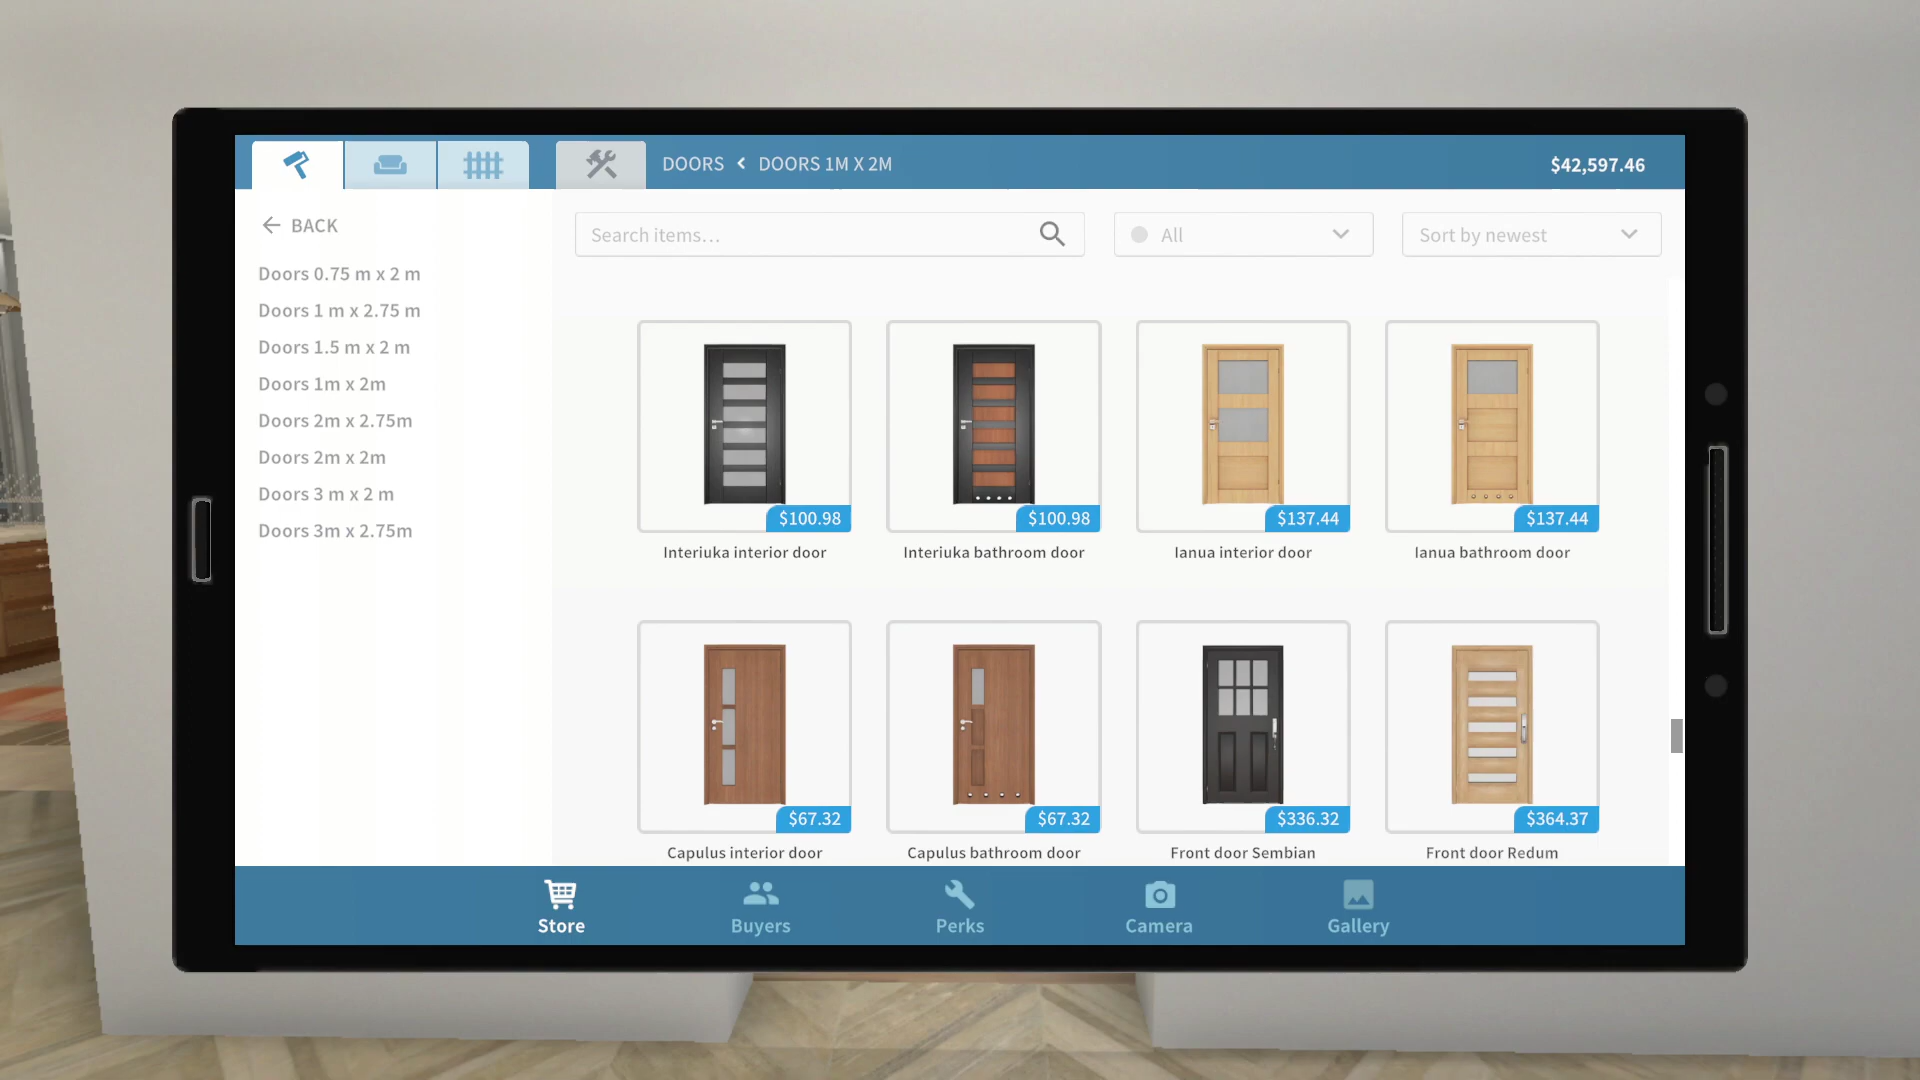 DOORS < DOORS 1M X 2M
$42,597.46
BACK
Doors 0.75 m x 2 m
Doors 1 m x 2.75 m
Doors 1.5 m x 2 m
Doors 1m x 2m
Doors 2m x 2.75m
Doors 2m x 2m
Doors 3 m x 2 m
Doors 3m x 2.75m
Search items...
All
Sort by newest
$100.98
$100.98
$137.44
$137.44
Interiuka interior door
Interiuka bathroom door
Ianua interior door
Ianua bathroom door
$67.32
$67.32
$336.32
$364.37
Capulus interior door
Capulus bathroom door
Front door Sembian
Front door Redum
Store
Buyers
Perks
Camera
Gallery